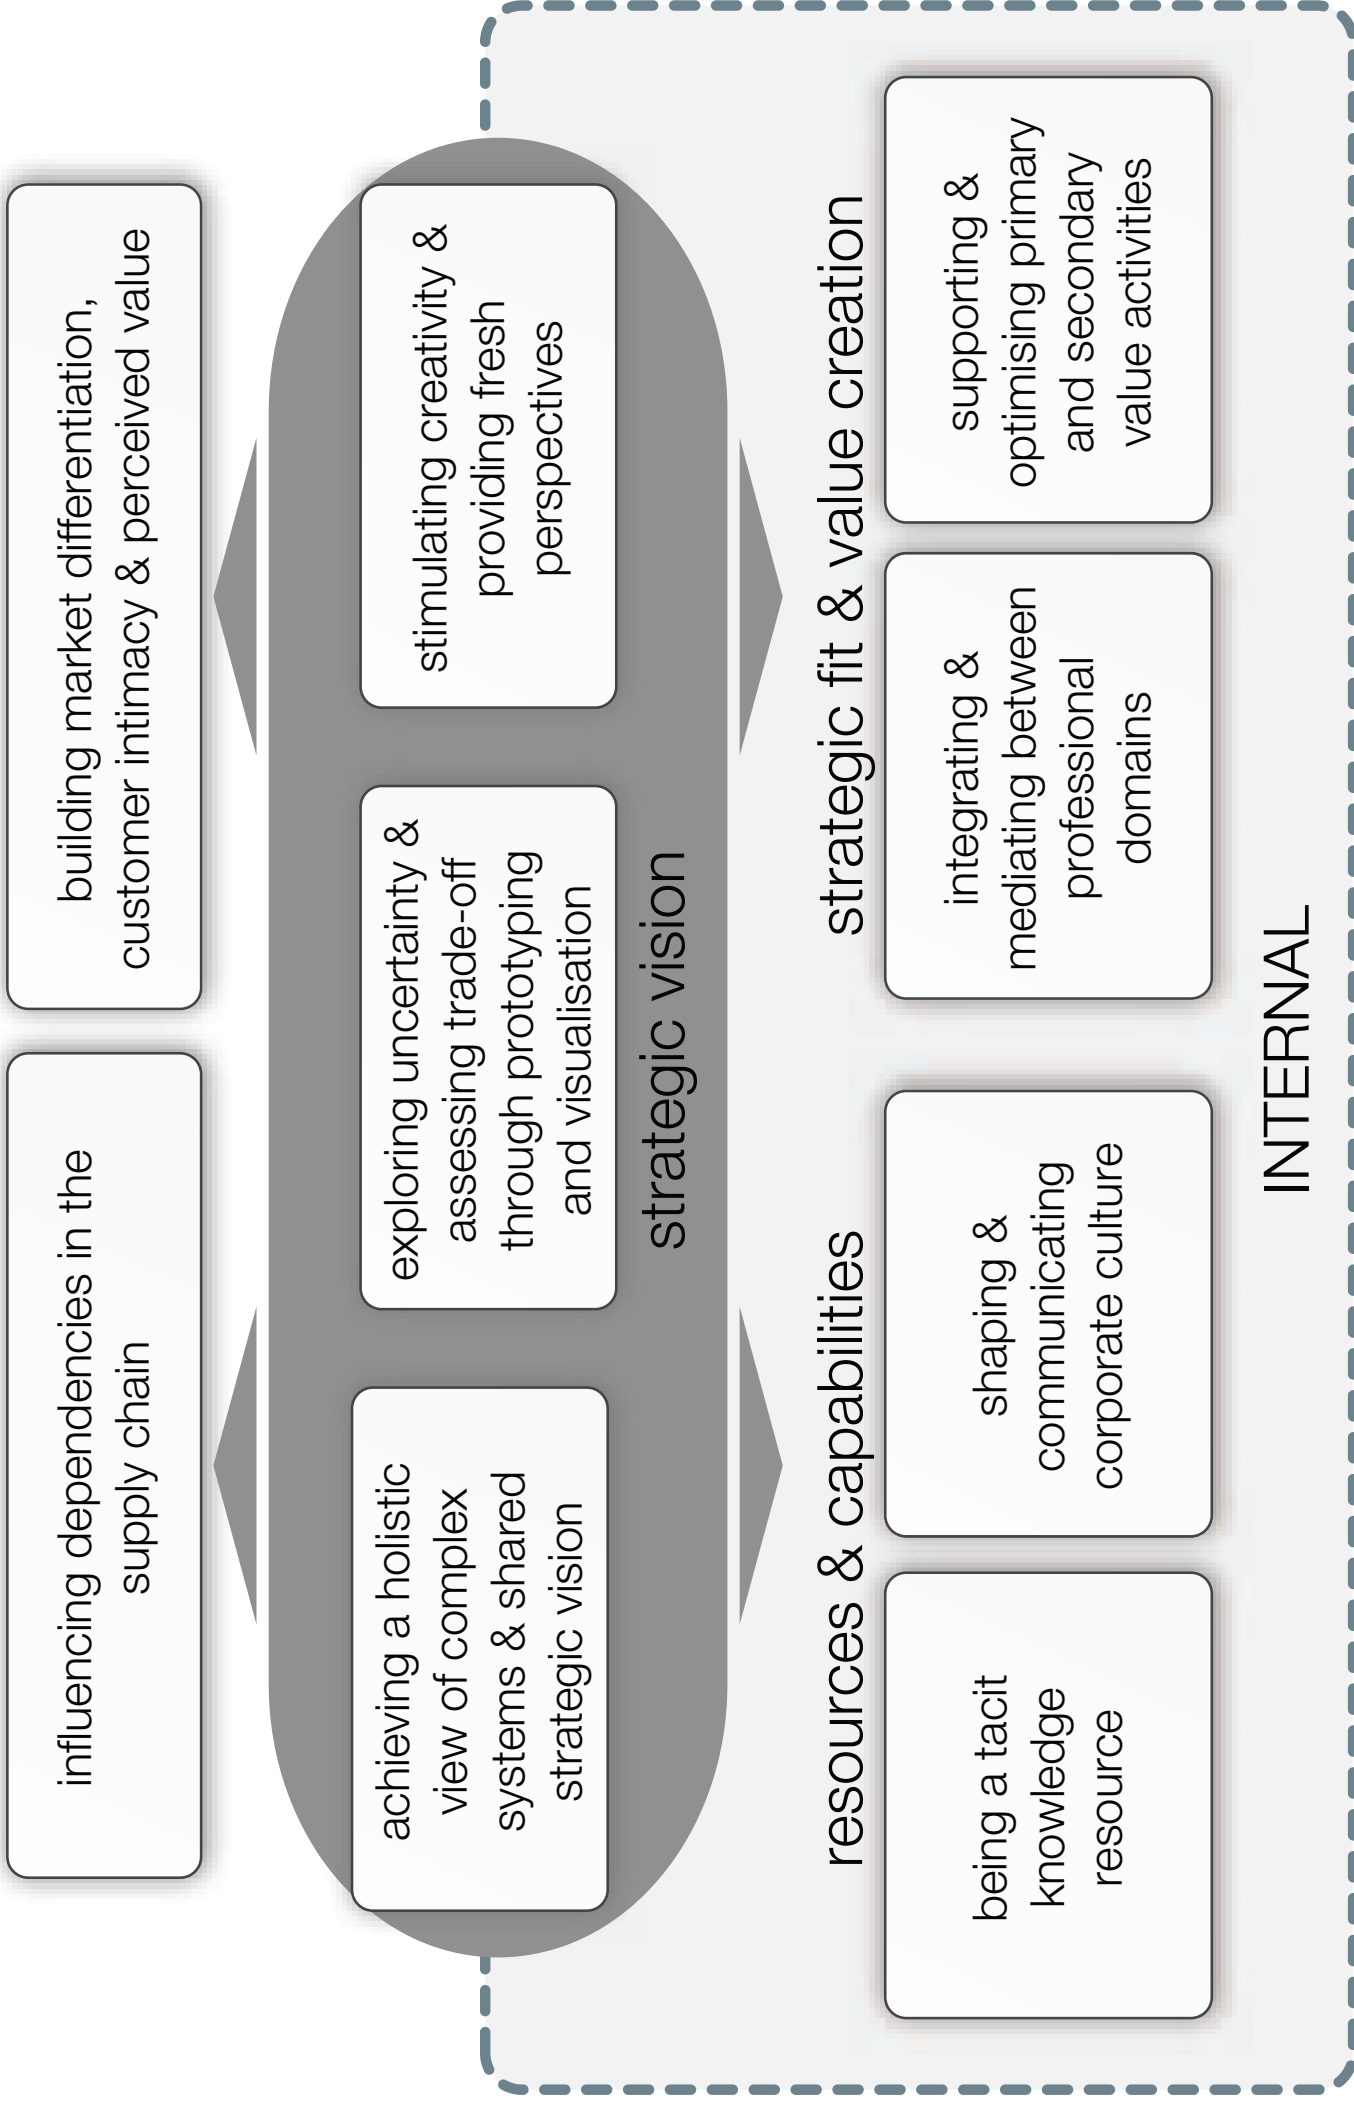 influencing dependencies in the
supply chain
building market differentiation,
customer intimacy & perceived value
achieving a holistic
view of complex
systems & shared
strategic vision
exploring uncertainty &
assessing trade-off
through prototyping
and visualisation
stimulating creativity &
providing fresh
perspectives
strategic vision
resources & capabilities
strategic fit & value creation
being a tacit
knowledge
resource
shaping &
communicating
corporate culture
integrating &
mediating between
professional
domains
supporting &
optimising primary
and secondary
value activities
INTERNAL